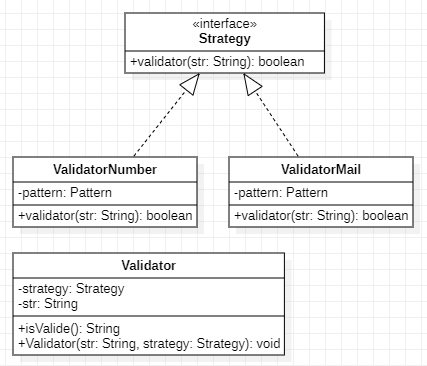 «interface»
Strategy
+validator(str: String): boolean
ValidatorNumber
-pattern: Pattern
+validator(str: String): boolean
ValidatorMail
-pattern: Pattern
+validator(str: String): boolean
Validator
-strategy: Strategy
-str: String
+isValide(): String
+Validator(str: String, strategy: Strategy): void